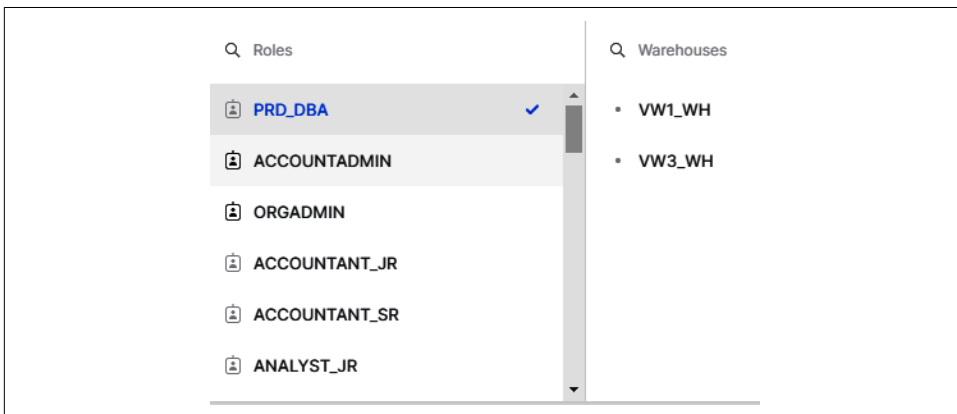 Roles
PRD_DBA
ACCOUNTADMIN
ORGADMIN
ACCOUNTANT_JR
ACCOUNTANT_SR
ANALYST_JR
Warehouses
VW1_WH
VW3_WH